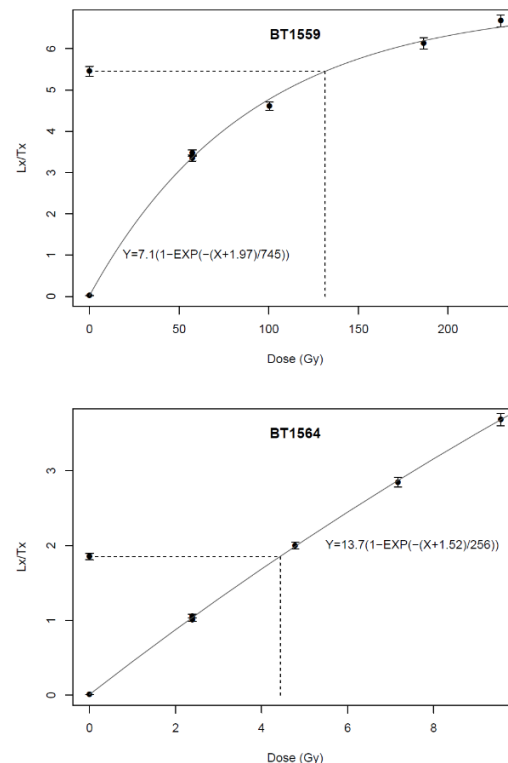 BT1559
Lx/Tx
6
5
4
3
2
1
0
Y=7.1(1−EXP(−(X+1.97)/745))
0
50
100
150
200
Dose (Gy)
BT1564
Lx/Tx
3
2
1
0
Y=13.7(1−EXP(−(X+1.52)/256))
0
2
4
6
8
Dose (Gy)